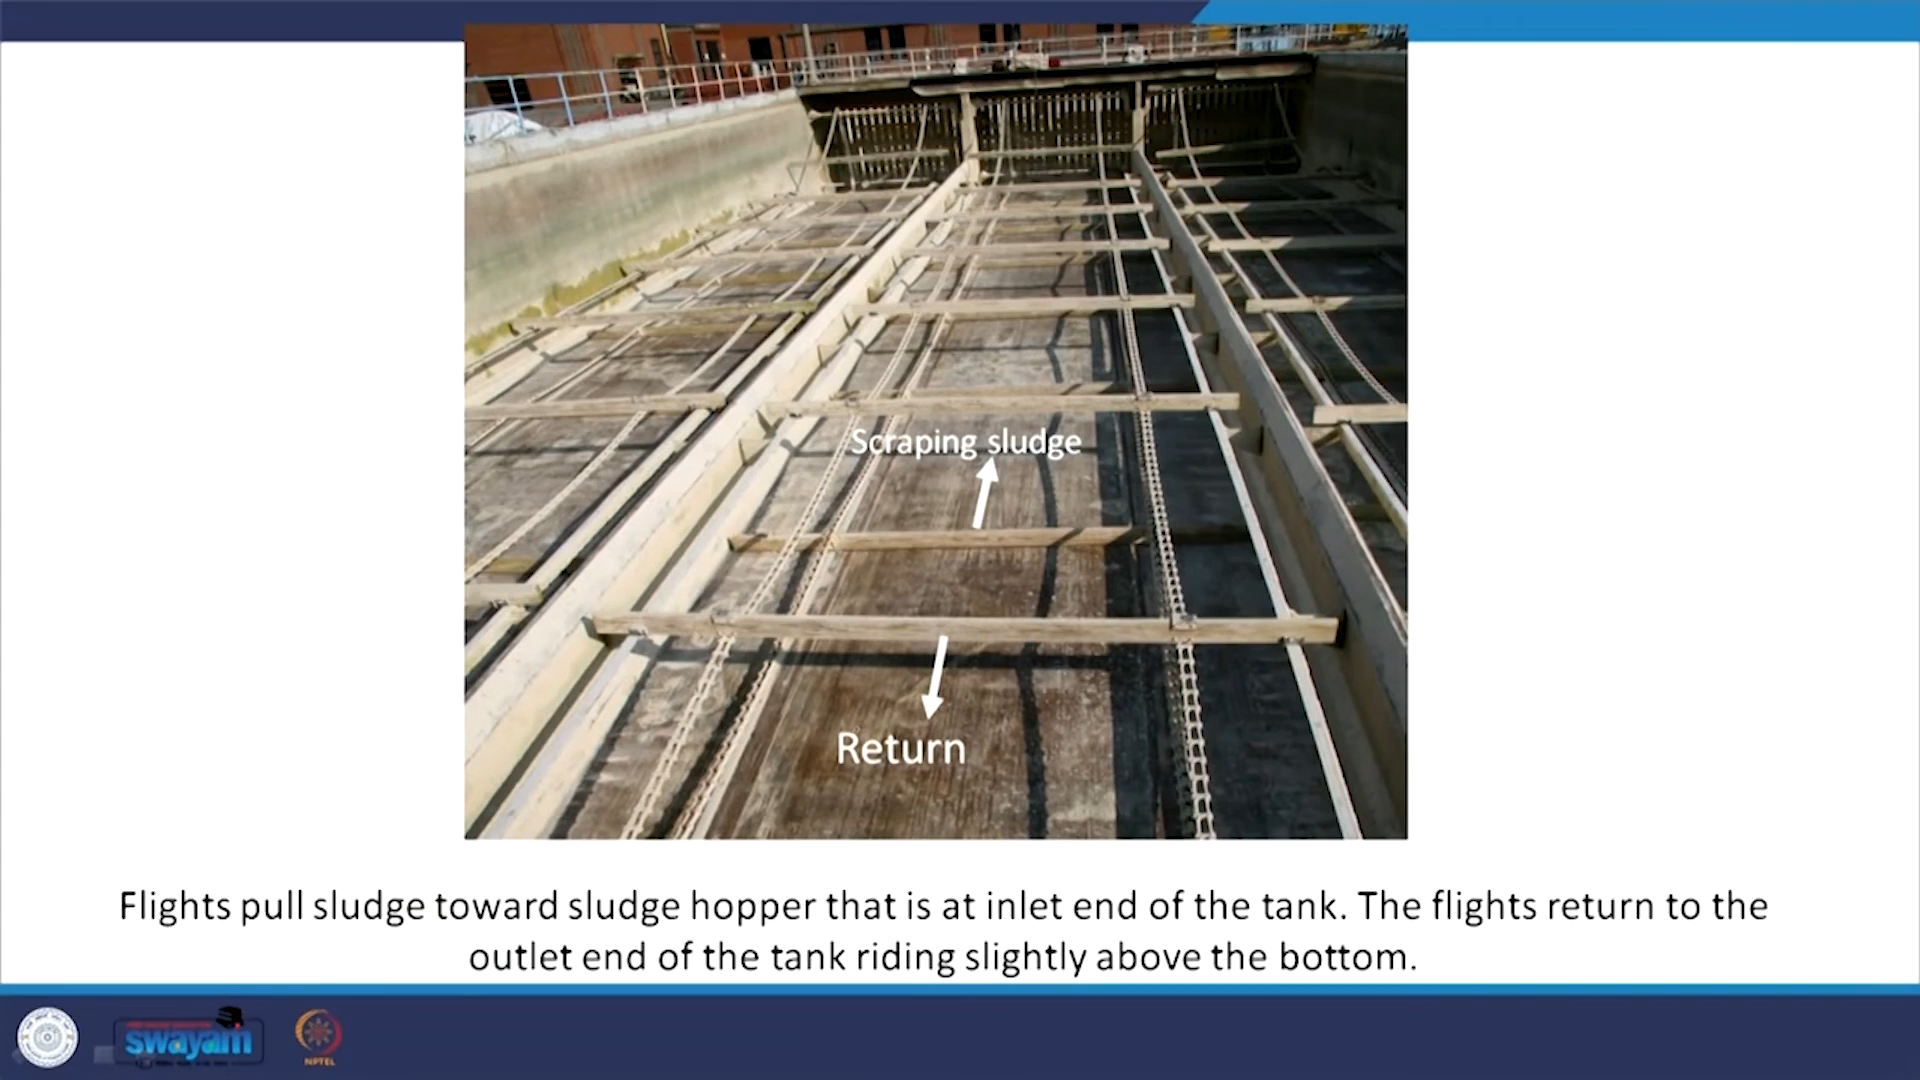 Scraping sludge
Return
Flights pull sludge toward sludge hopper that is at inlet end of the tank. The flights return to the
outlet end of the tank riding slightly above the bottom.
swayam
NPTEL